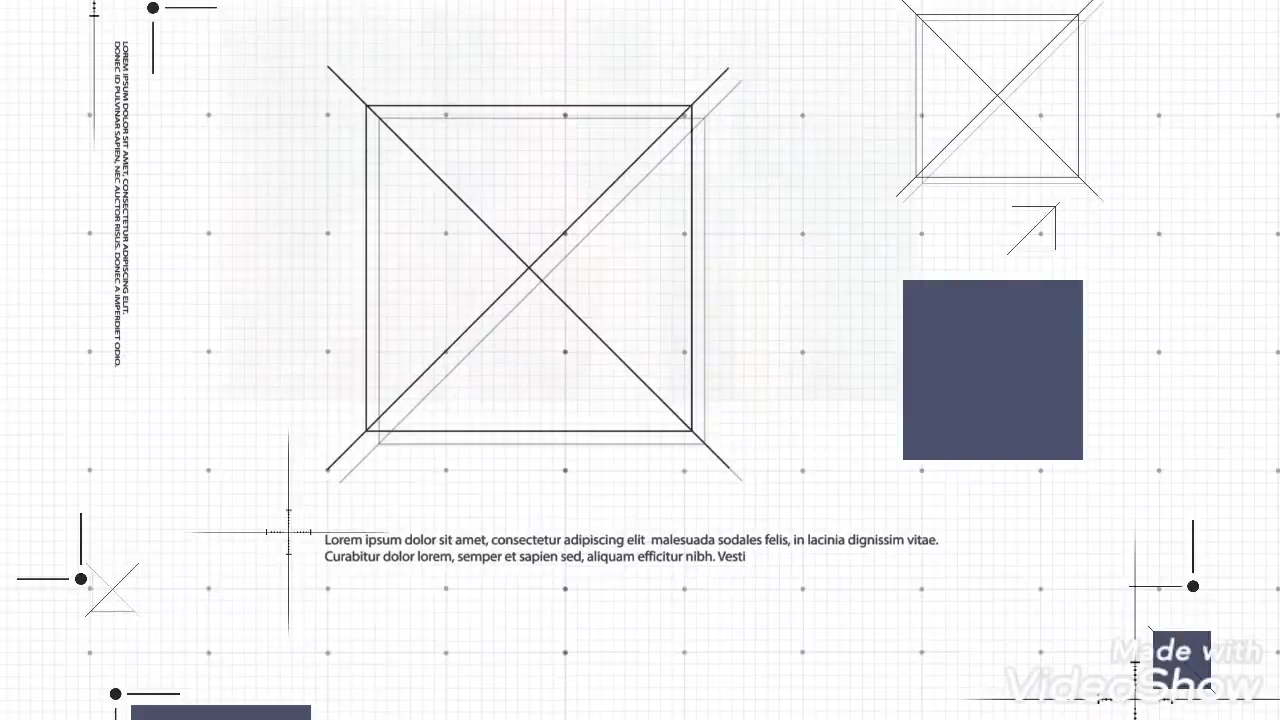 LOREM IPSUM DOLOR SIT AMET, CONSECTETUR ADIPISCING ELIT.
DONEC ID PULVINAR SAPIEN, NEC AUCTOR RISUS. DONEC A IMPERDIET ODIO.
Lorem ipsum dolor sit amet, consectetur adipiscing elit  malesuada sodales felis, in lacinia dignissim vitae.
Curabitur dolor lorem, semper et sapien sed, aliquam efficitur nibh. Vesti
Made with
VideoShow